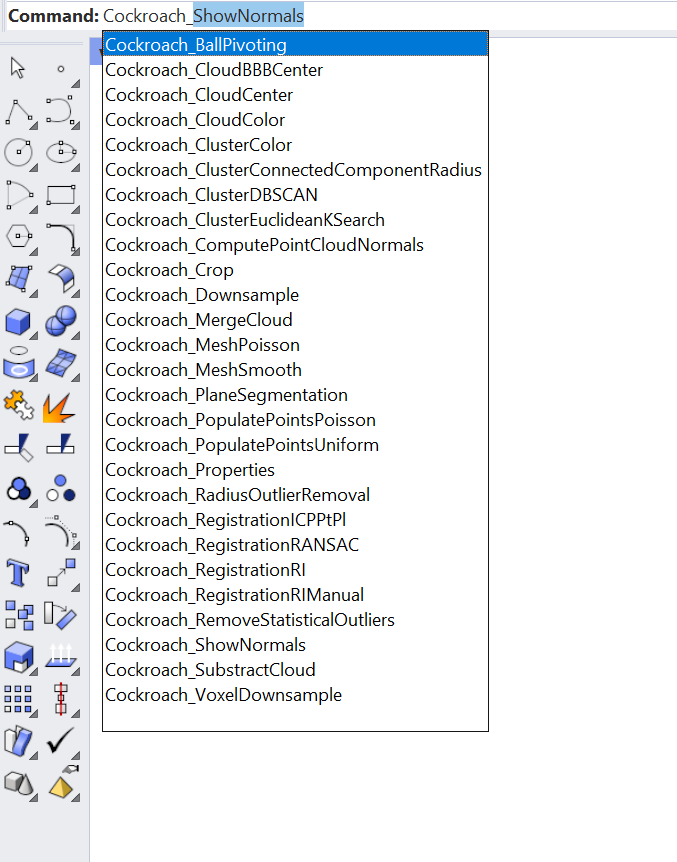 Command: Cockroach_ShowNormals
Cockroach_BallPivoting
Cockroach_CloudBBBCenter
Cockroach_CloudCenter
Cockroach_CloudColor
Cockroach_ClusterColor
Cockroach_ClusterConnectedComponentRadius
Cockroach_ClusterDBSCAN
Cockroach_ClusterEuclideanKSearch
Cockroach_ComputePointCloudNormals
Cockroach_Crop
Cockroach_Downsample
Cockroach_MergeCloud
Cockroach_MeshPoisson
Cockroach_MeshSmooth
Cockroach_PlaneSegmentation
Cockroach_PopulatePointsPoisson
Cockroach_PopulatePointsUniform
Cockroach_Properties
Cockroach_RadiusOutlierRemoval
Cockroach_RegistrationICPPtPl
Cockroach_RegistrationRANSAC
Cockroach_RegistrationRI
Cockroach_RegistrationRIManual
Cockroach_RemoveStatisticalOutliers
Cockroach_ShowNormals
Cockroach_SubstractCloud
Cockroach_VoxelDownsample